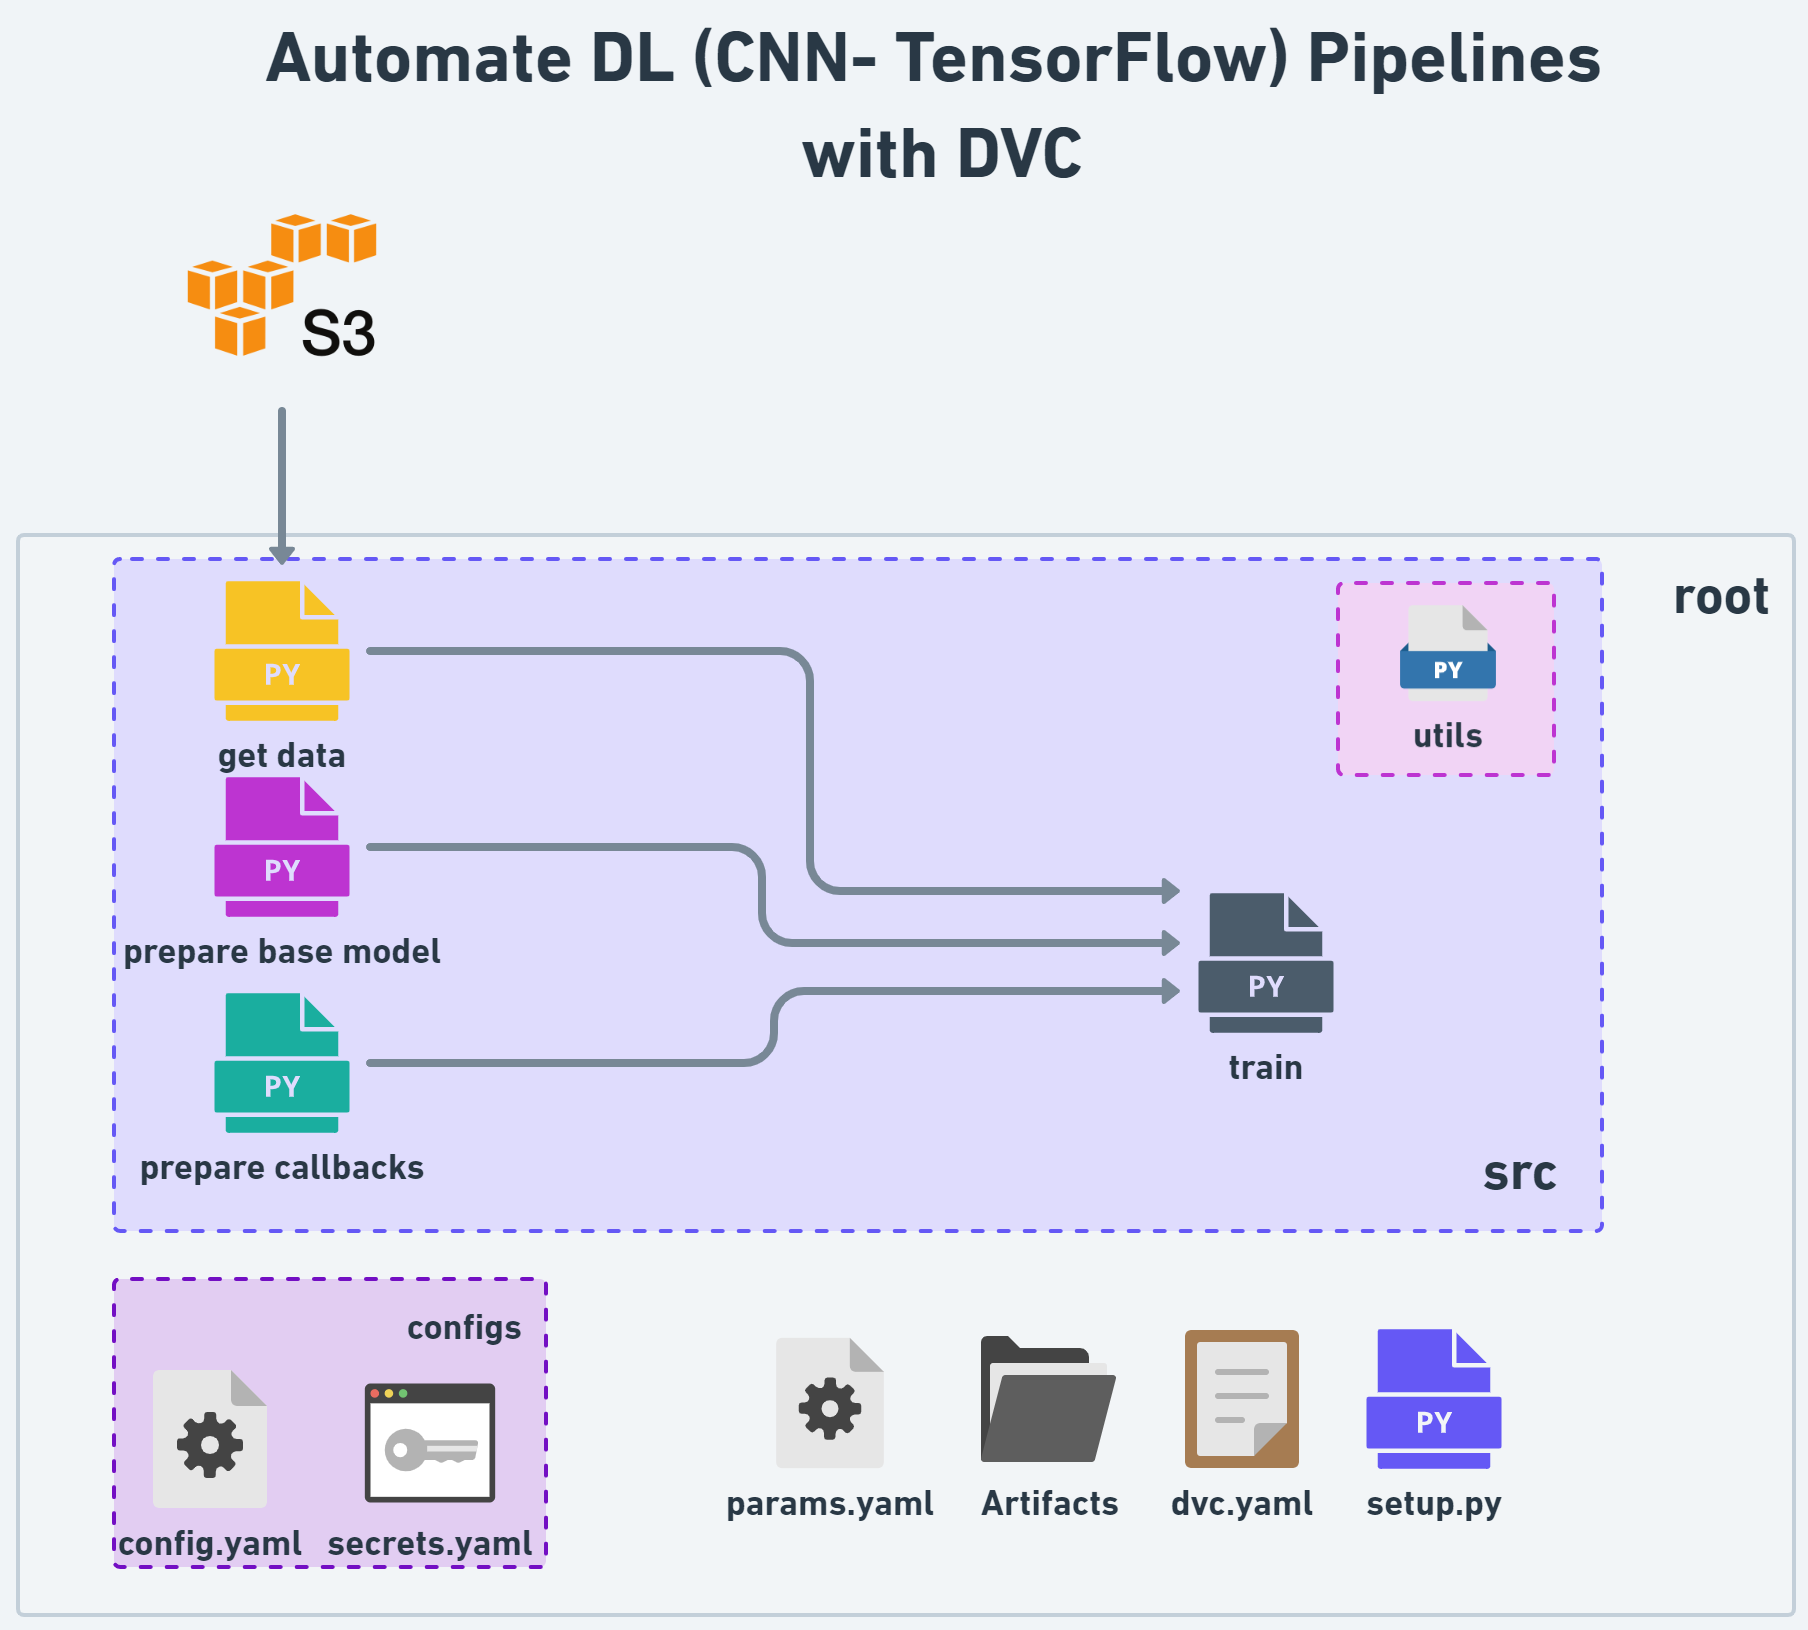 Automate DL (CNN- TensorFlow) Pipelines
with DVC
S3
root
PY
get data
PY
utils
PY
prepare base model
PY
train
PY
prepare callbacks
src
configs
config.yaml
secrets.yaml
params.yaml
Artifacts
dvc.yaml
PY
setup.py